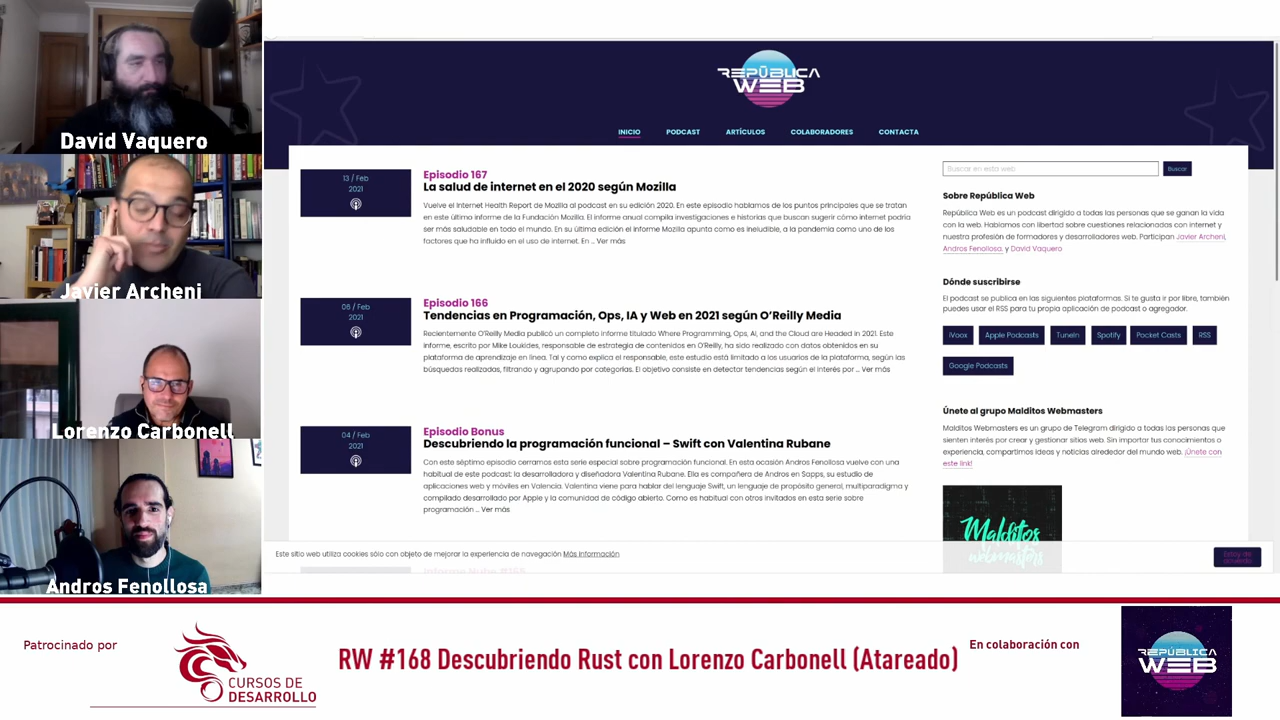 David Vaquero
Javier Archeni
Lorenzo Carbonell
Andros Fenollosa
REPÚBLICA
WEB
INICIO PODCAST ARTÍCULOS COLABORADORES CONTACTA
13 / Feb
2021
Episodio 167
La salud de internet en el 2020 según Mozilla
Vuelve el Internet Health Report de Mozilla al podcast en su edición 2020. En este episodio hablamos de los puntos principales que se tratan
en este último informe de la Fundación Mozilla. El informe anual compila investigaciones e historias que buscan sugerir cómo internet podría
ser más saludable en todo el mundo. En su última edición el informe Mozilla apunta como es ineludible, a la pandemia como uno de los
factores que ha influido en el uso de internet. En ... Ver más
06 / Feb
2021
Episodio 166
Tendencias en Programación, Ops, IA y Web en 2021 según O'Reilly Media
Recientemente O'Reilly Media publicó un completo informe titulado Where Programming, Ops, AI, and the Cloud are Headed in 2021. Este
informe, escrito por Mike Loukides, responsable de estrategia de contenidos en O'Reilly, ha sido realizado con datos obtenidos en su
plataforma de aprendizaje en línea. Tal y como explica el responsable, este estudio está limitado a los usuarios de la plataforma, según las
búsquedas realizadas, filtrando y agrupando por categorías. El objetivo consiste en detectar tendencias según el interés por ... Ver más
04 / Feb
2021
Episodio Bonus
Descubriendo la programación funcional – Swift con Valentina Rubane
Con este séptimo episodio cerramos esta serie especial sobre programación funcional. En esta ocasión Andros Fenollosa vuelve con una
habitual de este podcast: la desarrolladora y diseñadora Valentina Rubane. Ella es compañera de Andros en Sapps, su estudio de
aplicaciones web y móviles en Valencia. Valentina viene para hablar del lenguaje Swift, un lenguaje de propósito general, multiparadigma y
compilado desarrollado por Apple y la comunidad de código abierto. Como es habitual con otros invitados en esta serie sobre
programación ... Ver más
Buscar en esta web
Buscar
Sobre República Web
República Web es un podcast dirigido a todas las personas que se ganan la vida
con la web. Hablamos con libertad sobre cuestiones relacionadas con internet y
nuestra profesión de formadores y desarrolladores web. Participan Javier Archeni,
Andros Fenollosa, y David Vaquero
Dónde suscribirse
El podcast se publica en las siguientes plataformas. Si te gusta ir por libre, también
puedes usar el RSS para tu propia aplicación de podcast o agregador.
iVoox Apple Podcasts TuneIn Spotify Pocket Casts RSS
Google Podcasts
Únete al grupo Malditos Webmasters
Malditos Webmasters es un grupo de Telegram dirigido a todas las personas que
sienten interés por crear y gestionar sitios web. Sin importar tus conocimientos o
experiencia, compartimos ideas y noticias alrededor del mundo web. ¡Únete con
este link!
Malditos
webmasters
Este sitio web utiliza cookies sólo con objeto de mejorar la experiencia de navegación Más información
Estoy de
acuerdo
Patrocinado por
CURSOS DE
DESARROLLO
RW #168 Descubriendo Rust con Lorenzo Carbonell (Atareado)
En colaboración con
REPÚBLICA
WEB